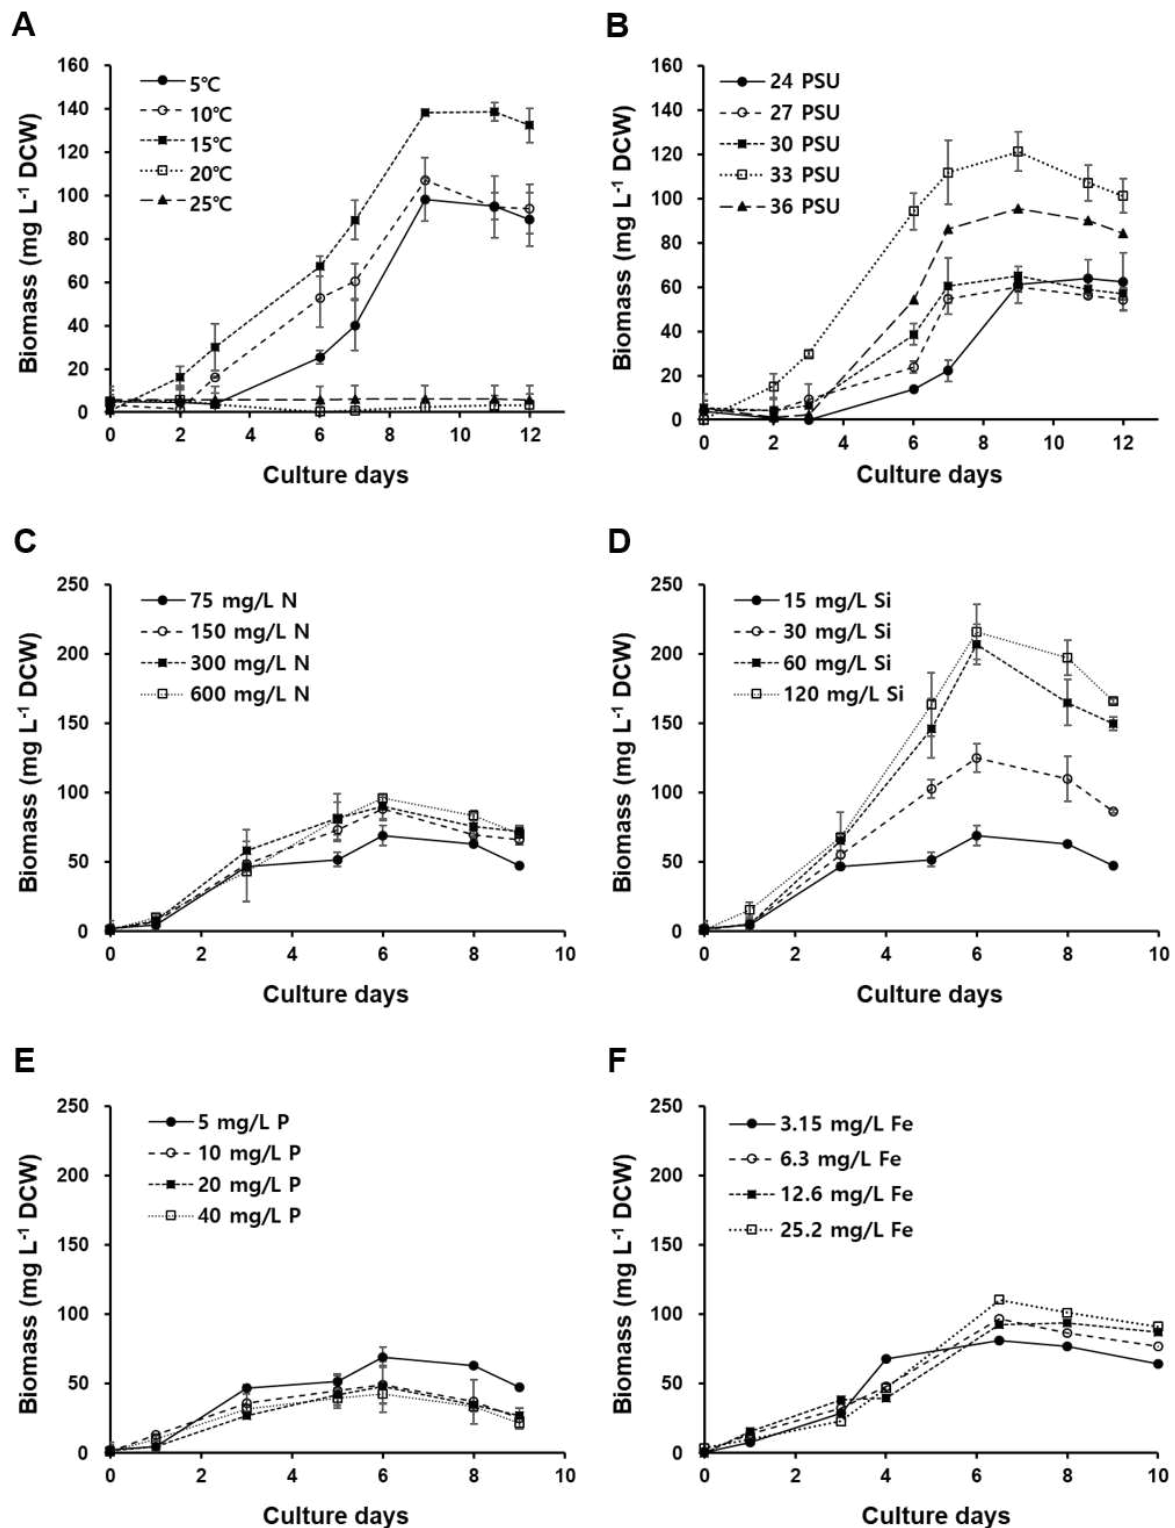 A
Biomass (mg L⁻¹ DCW)
160
140
120
100
80
60
40
20
0
5℃
10℃
15℃
20℃
25℃
0 2 4 6 8 10 12
Culture days
B
Biomass (mg L⁻¹ DCW)
160
140
120
100
80
60
40
20
0
24 PSU
27 PSU
30 PSU
33 PSU
36 PSU
0 2 4 6 8 10 12
Culture days
C
Biomass (mg L⁻¹ DCW)
250
200
150
100
50
0
75 mg/L N
150 mg/L N
300 mg/L N
600 mg/L N
0 2 4 6 8 10
Culture days
D
Biomass (mg L⁻¹ DCW)
250
200
150
100
50
0
15 mg/L Si
30 mg/L Si
60 mg/L Si
120 mg/L Si
0 2 4 6 8 10
Culture days
E
Biomass (mg L⁻¹ DCW)
250
200
150
100
50
0
5 mg/L P
10 mg/L P
20 mg/L P
40 mg/L P
0 2 4 6 8 10
Culture days
F
Biomass (mg L⁻¹ DCW)
250
200
150
100
50
0
3.15 mg/L Fe
6.3 mg/L Fe
12.6 mg/L Fe
25.2 mg/L Fe
0 2 4 6 8 10
Culture days